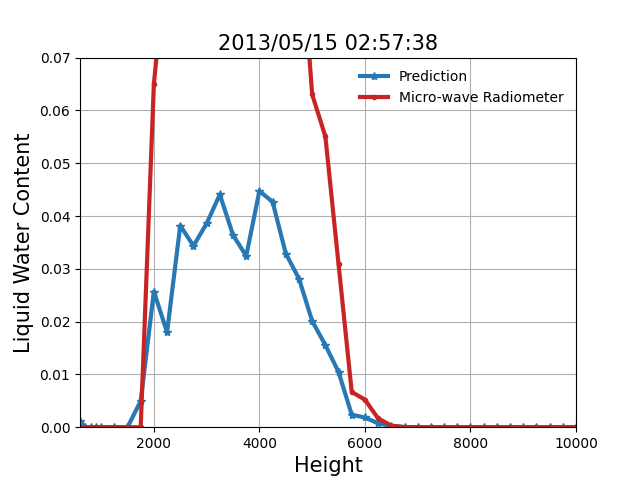 2013/05/15 02:57:38
0.07
0.06
0.05
0.04
0.03
0.02
0.01
0.00
Liquid Water Content
Prediction
Micro-wave Radiometer
2000 4000 6000 8000 10000
Height